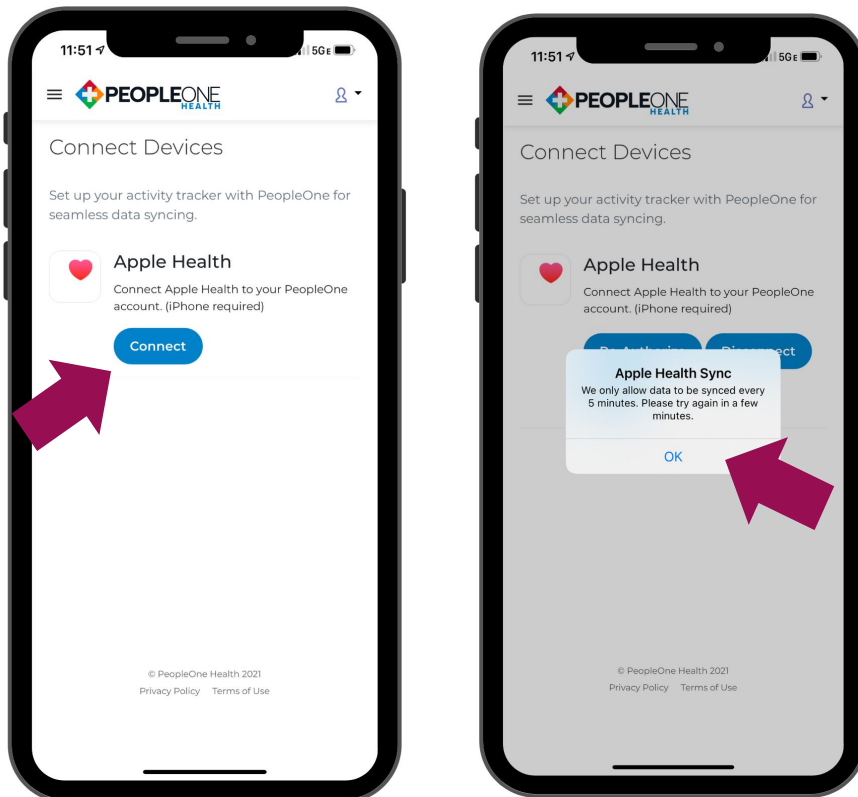 11:51
5GE
PEOPLEONE
HEALTH
Connect Devices
Set up your activity tracker with PeopleOne for
seamless data syncing.
Apple Health
Connect Apple Health to your PeopleOne
account. (iPhone required)
Connect
© PeopleOne Health 2021
Privacy Policy Terms of Use
11:51
5GE
PEOPLEONE
HEALTH
Connect Devices
Set up your activity tracker with PeopleOne for
seamless data syncing.
Apple Health
Connect Apple Health to your PeopleOne
account. (iPhone required)
Apple Health Sync
We only allow data to be synced every
5 minutes. Please try again in a few
minutes.
OK
© PeopleOne Health 2021
Privacy Policy Terms of Use